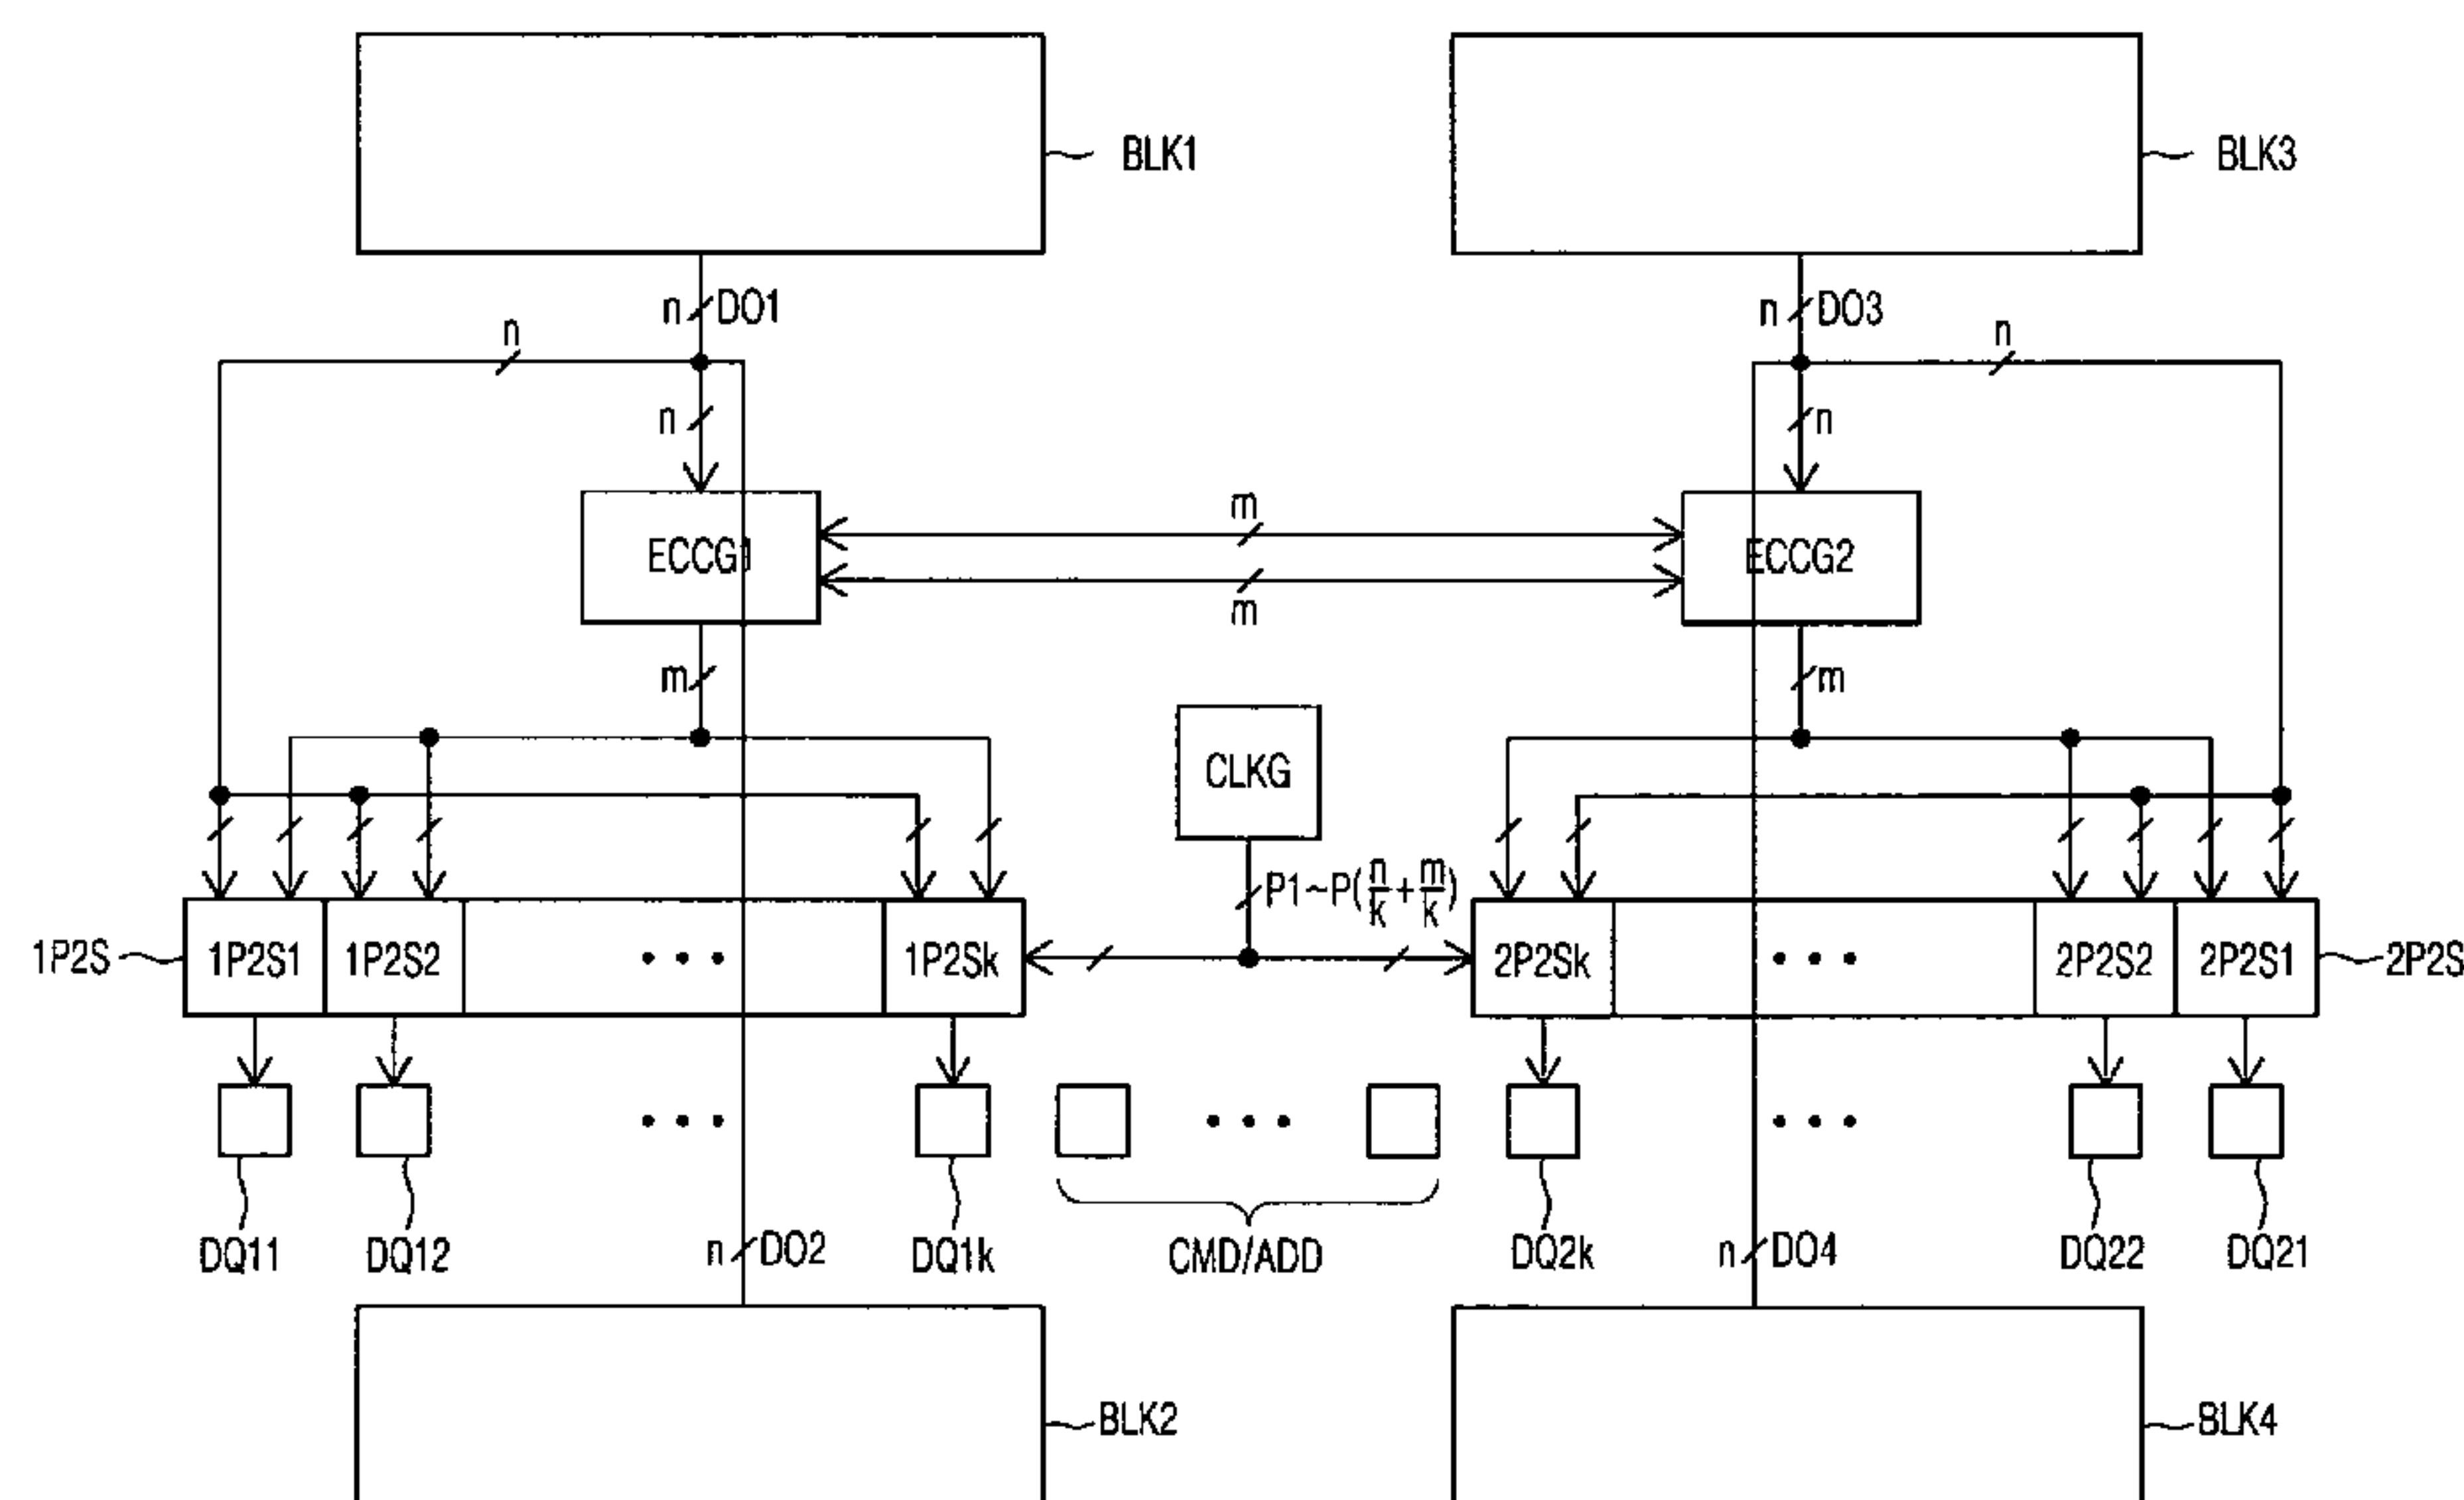 BLK1
BLK3
n DO1
n DO3
n
n
n
n
ECCG1
m
ECCG2
m
m
m
CLKG
P1~P(n/k+m/k)
1P2S
1P2S1
1P2S2
• • •
1P2Sk
2P2Sk
• • •
2P2S2
2P2S1
2P2S
• • •
• • •
• • •
DQ11
DQ12
n DO2
DQ1k
CMD/ADD
DQ2k
n DO4
DQ22
DQ21
BLK2
BLK4